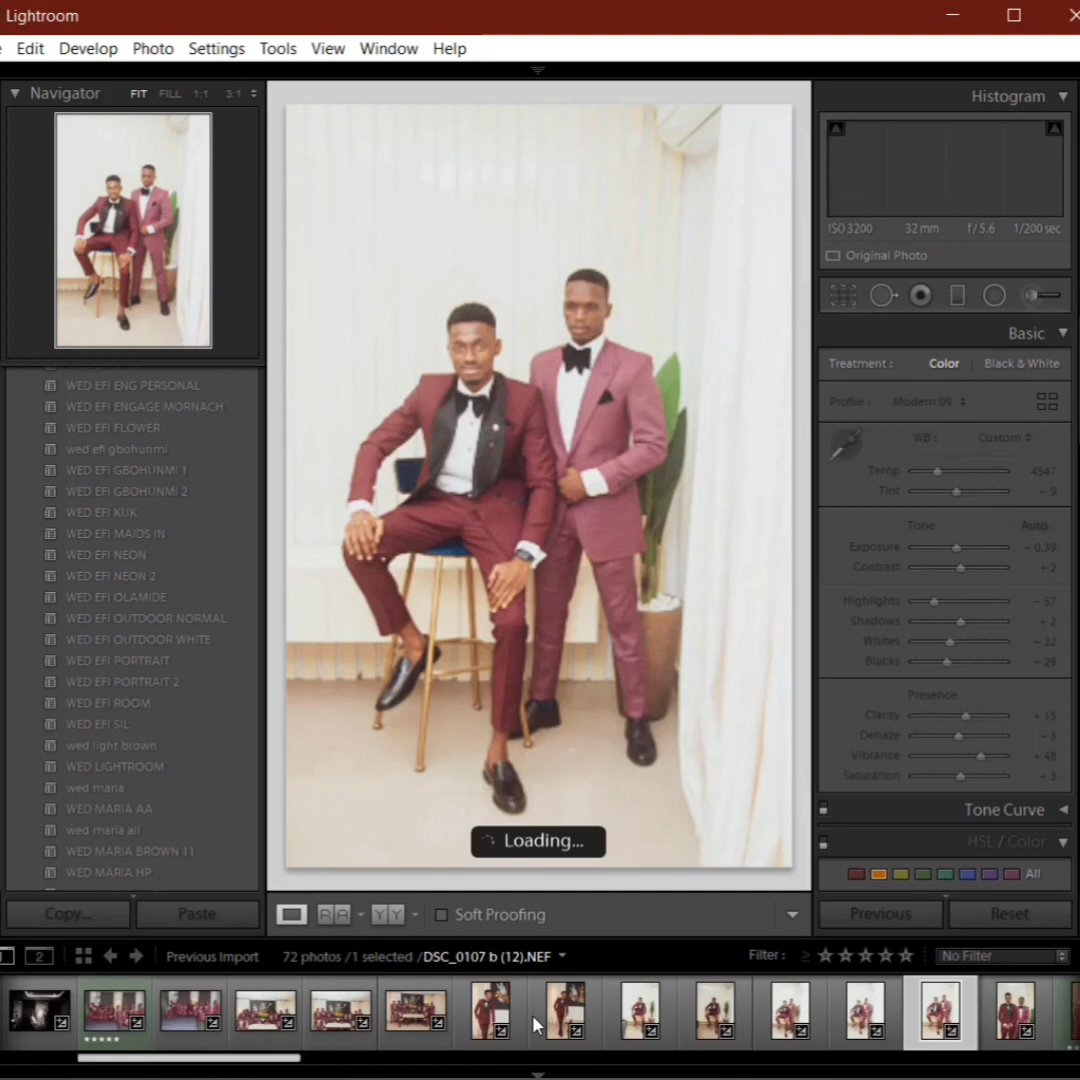 Lightroom
Edit Develop Photo Settings Tools View Window Help
Navigator FIT FILL 1:1 3:1
WED EFI ENG PERSONAL
WED EFI ENGAGE MORNACH
WED EFI FLOWER
wed efi gbohunmi
WED EFI GBOHUNMI 1
WED EFI GBOHUNMI 2
WED EFI KUK
WED EFI MAIDS IN
WED EFI NEON
WED EFI NEON 2
WED EFI OLAMIDE
WED EFI OUTDOOR NORMAL
WED EFI OUTDOOR WHITE
WED EFI PORTRAIT
WED EFI PORTRAIT 2
WED EFI ROOM
WED EFI SIL
wed light brown
WED LIGHTROOM
wed maria
WED MARIA AA
wed maria all
WED MARIA BROWN 11
WED MARIA HP
Copy... Paste
Loading...
R A Y Y Soft Proofing
Histogram
ISO 3200 32 mm f / 5.6 1/200 sec
Original Photo
Basic
Treatment : Color Black & White
Profile : Modern 09
WB : Custom
Temp 4547
Tint - 9
Tone Auto
Exposure - 0.39
Contrast + 2
Highlights - 57
Shadows + 2
Whites - 22
Blacks - 29
Presence
Clarity + 15
Dehaze - 3
Vibrance + 48
Saturation + 3
Tone Curve
HSL / Color
All
Previous Reset
2 Previous Import 72 photos /1 selected /DSC_0107 b (12).NEF Filter : ≥ ★★★★★ No Filter
★★★★★